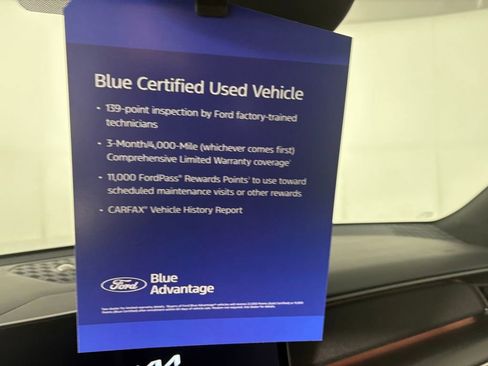 Blue Certified Used Vehicle
• 139-point inspection by Ford factory-trained
technicians
• 3-Month/4,000-Mile (whichever comes first)
Comprehensive Limited Warranty coverage¹
• 11,000 FordPass® Rewards Points¹ to use toward
scheduled maintenance visits or other rewards
• CARFAX® Vehicle History Report
Ford
Blue
Advantage